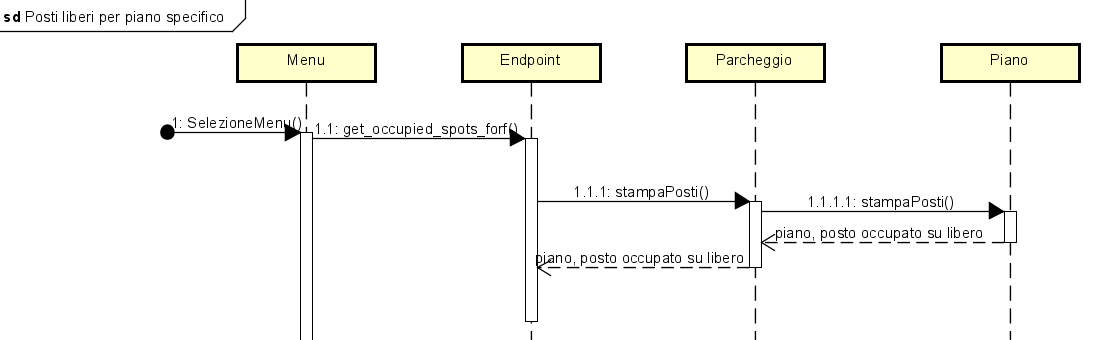 sd Posti liberi per piano specifico
Menu
Endpoint
Parcheggio
Piano
1: SelezioneMenu()
1.1: get_occupied_spots_forf()
1.1.1: stampaPosti()
1.1.1.1: stampaPosti()
piano, posto occupato su libero
piano, posto occupato su libero